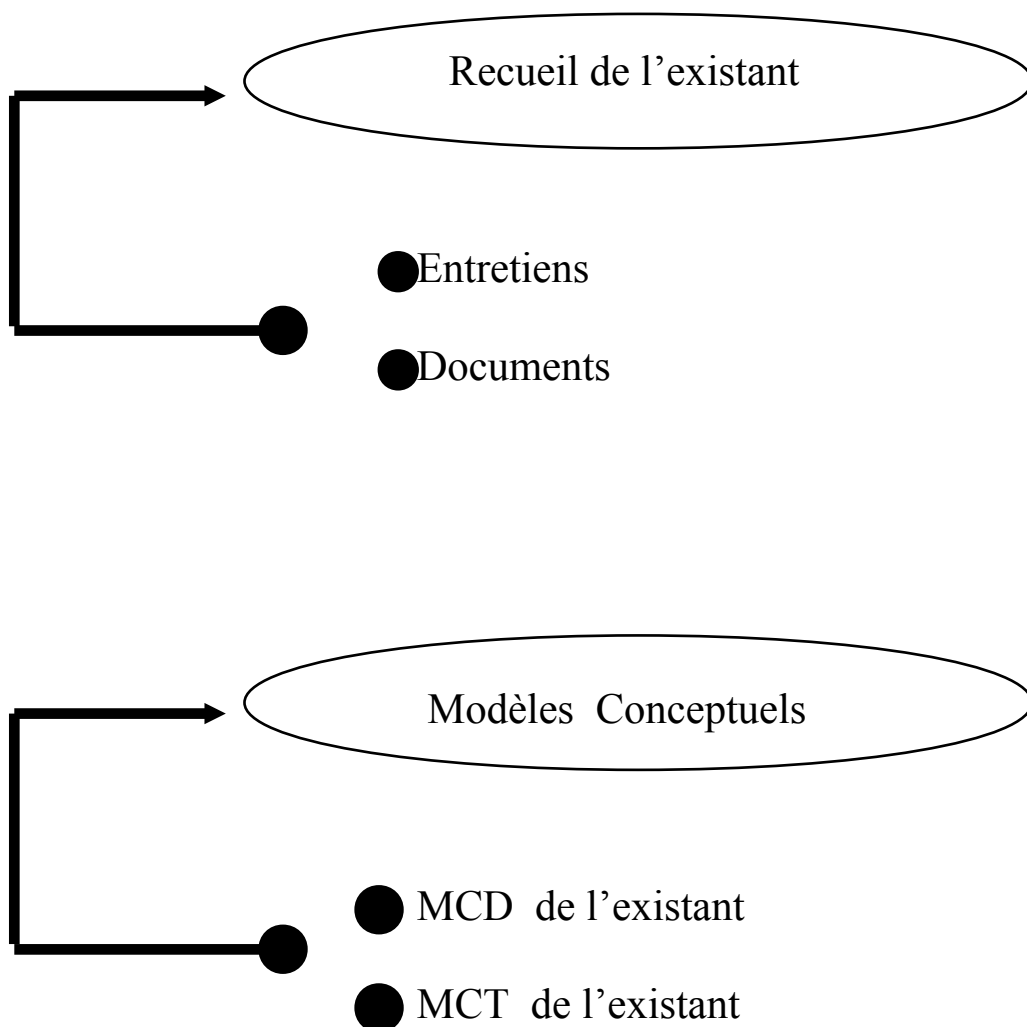 Recueil de l’existant
Entretiens
Documents
Modèles Conceptuels
MCD de l’existant
MCT de l’existant